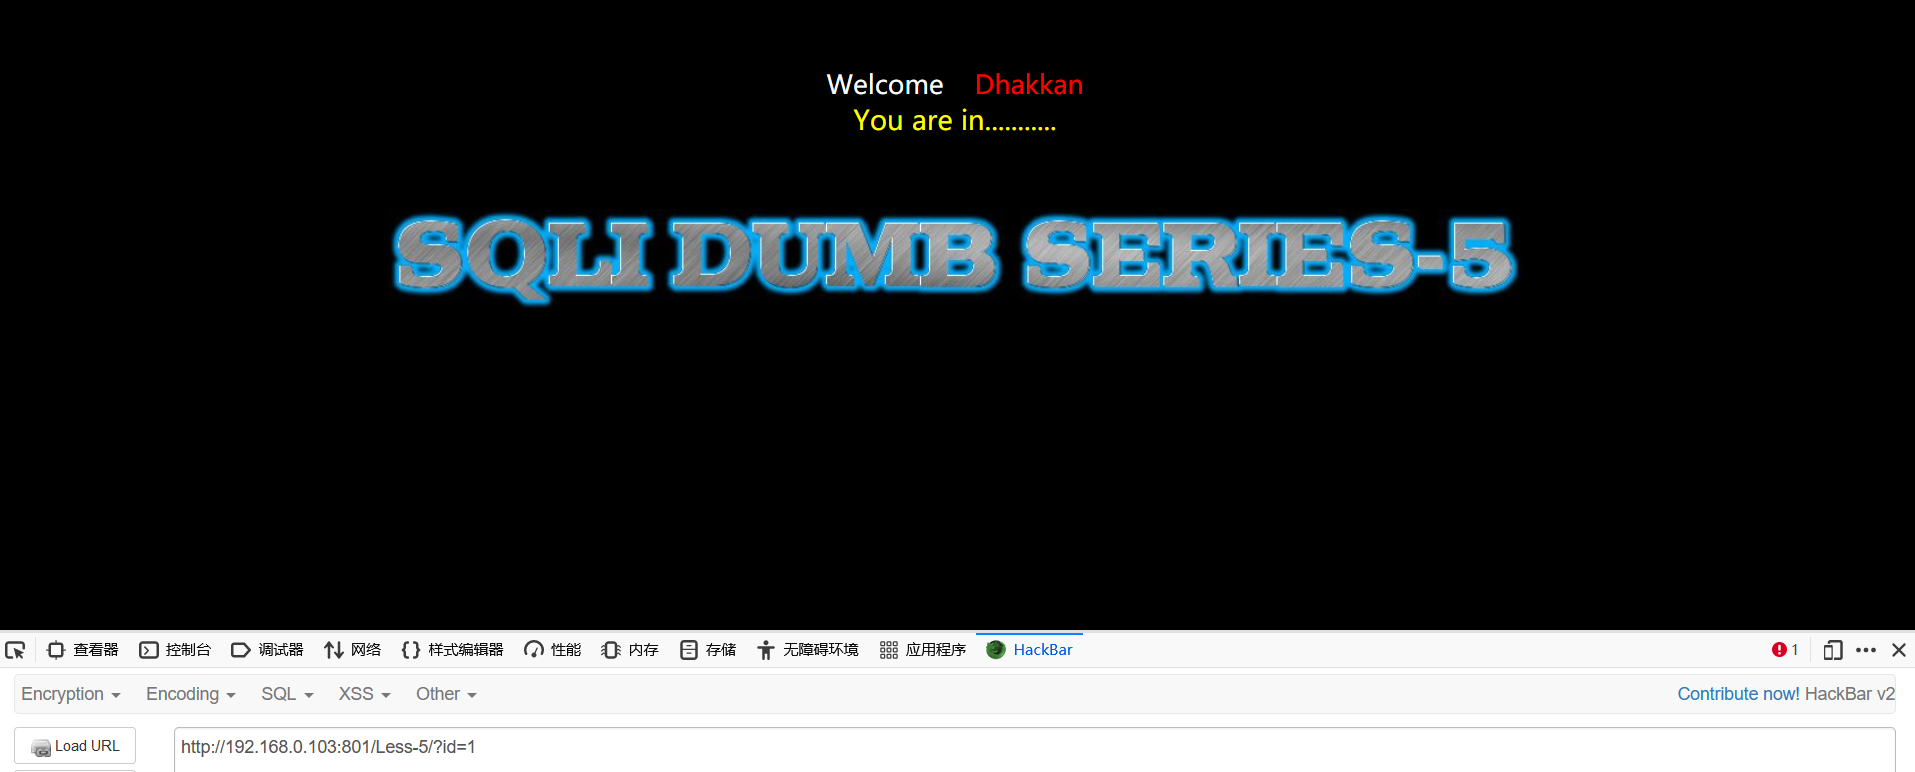 Welcome Dhakkan
You are in...........
SQLI DUMB SERIES-5
查看器 控制台 调试器 网络 样式编辑器 性能 内存 存储 无障碍环境 应用程序 HackBar 1
Encryption Encoding SQL XSS Other Contribute now! HackBar v2
Load URL http://192.168.0.103:801/Less-5/?id=1